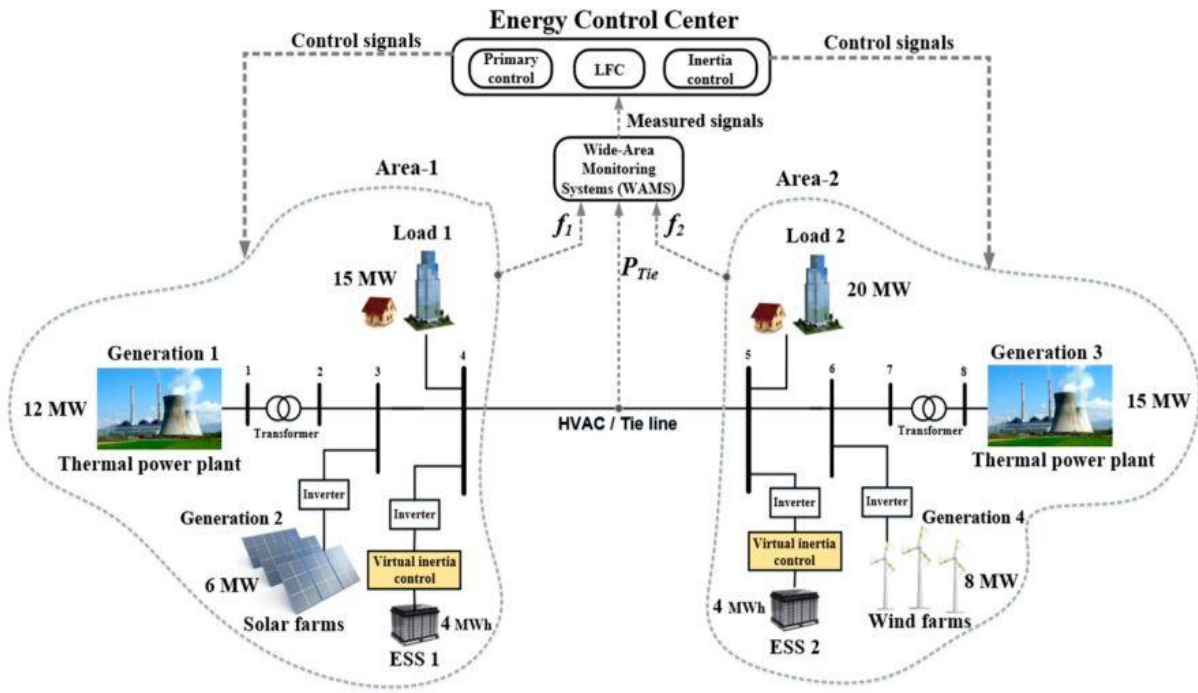 Energy Control Center
Control signals
Control signals
Primary
control
LFC
Inertia
control
Measured signals
Wide-Area
Monitoring
Systems (WAMS)
Area-1
Area-2
f1
f2
PTie
Load 1
15 MW
Load 2
20 MW
Generation 1
12 MW
Thermal power plant
1
2
3
4
Transformer
HVAC / Tie line
5
6
7
8
Transformer
Generation 3
15 MW
Thermal power plant
Inverter
Generation 2
6 MW
Solar farms
Inverter
Virtual inertia
control
4 MWh
ESS 1
Inverter
Virtual inertia
control
4 MWh
ESS 2
Inverter
Generation 4
8 MW
Wind farms